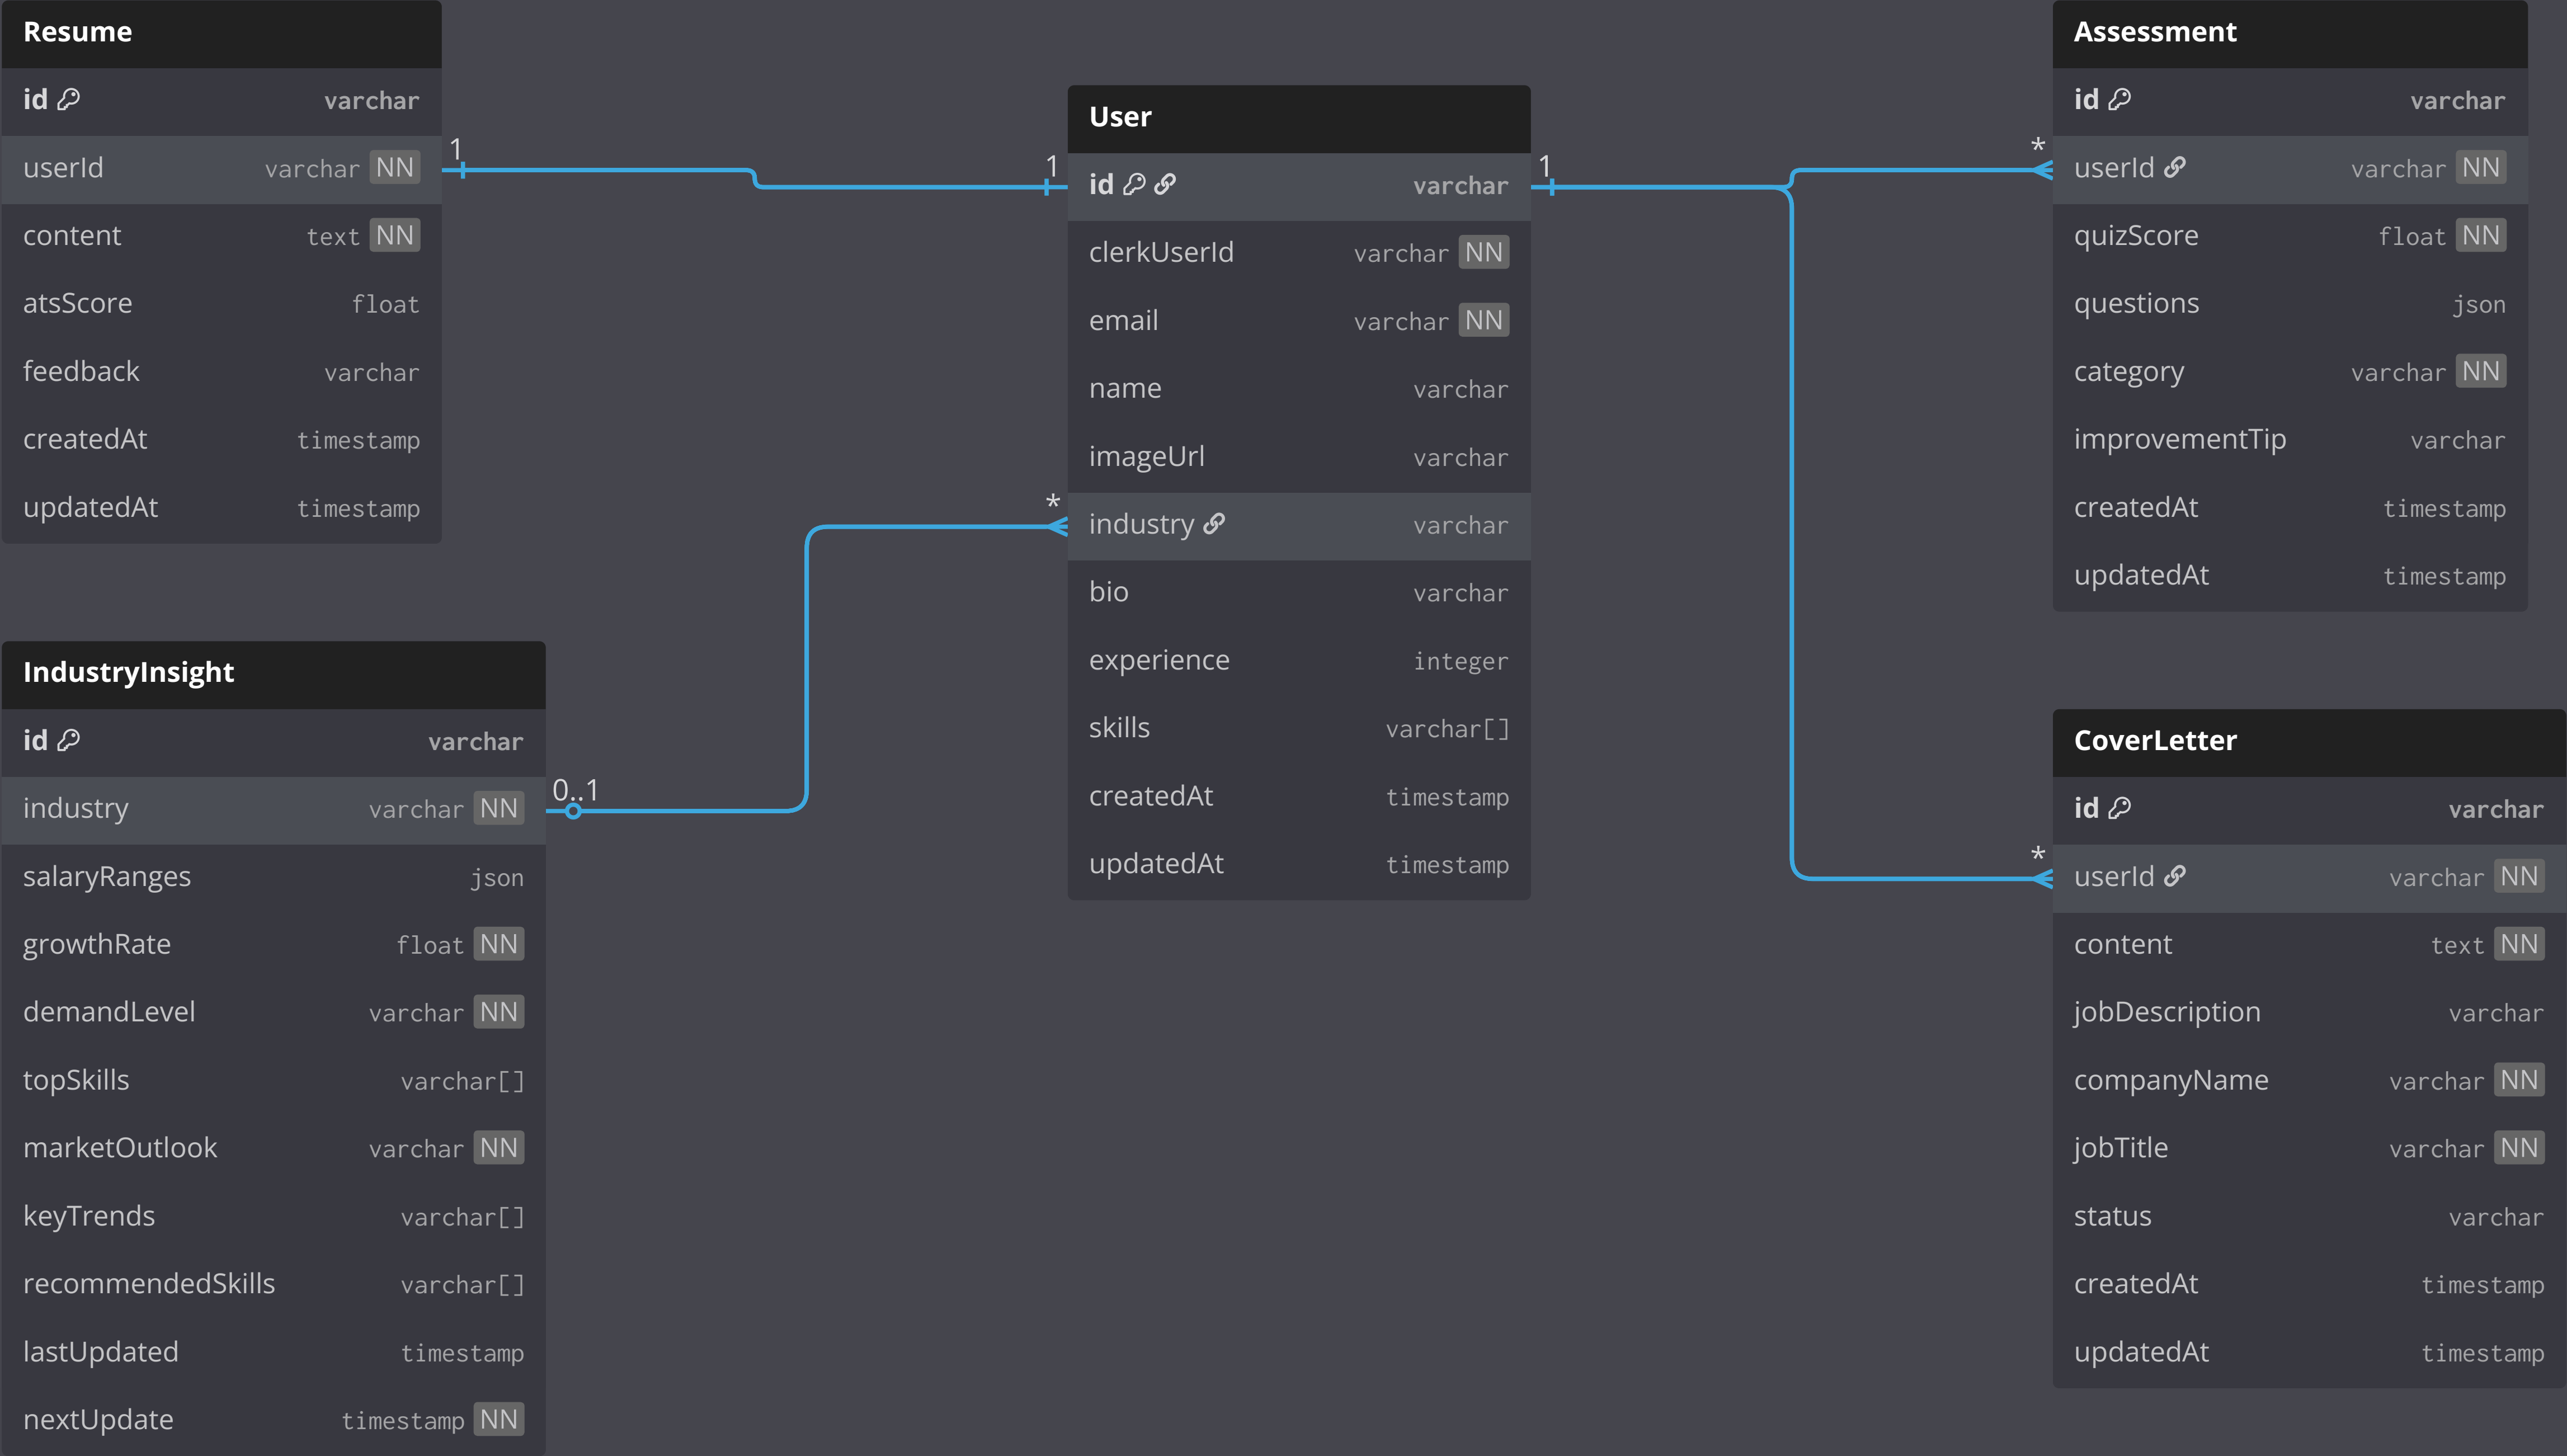 Resume
id varchar
userId varchar NN
content text NN
atsScore float
feedback varchar
createdAt timestamp
updatedAt timestamp
1
1
User
id varchar
clerkUserId varchar NN
email varchar NN
name varchar
imageUrl varchar
industry varchar
bio varchar
experience integer
skills varchar[]
createdAt timestamp
updatedAt timestamp
1
*
*
*
0..1
Assessment
id varchar
userId varchar NN
quizScore float NN
questions json
category varchar NN
improvementTip varchar
createdAt timestamp
updatedAt timestamp
IndustryInsight
id varchar
industry varchar NN
salaryRanges json
growthRate float NN
demandLevel varchar NN
topSkills varchar[]
marketOutlook varchar NN
keyTrends varchar[]
recommendedSkills varchar[]
lastUpdated timestamp
nextUpdate timestamp NN
CoverLetter
id varchar
userId varchar NN
content text NN
jobDescription varchar
companyName varchar NN
jobTitle varchar NN
status varchar
createdAt timestamp
updatedAt timestamp